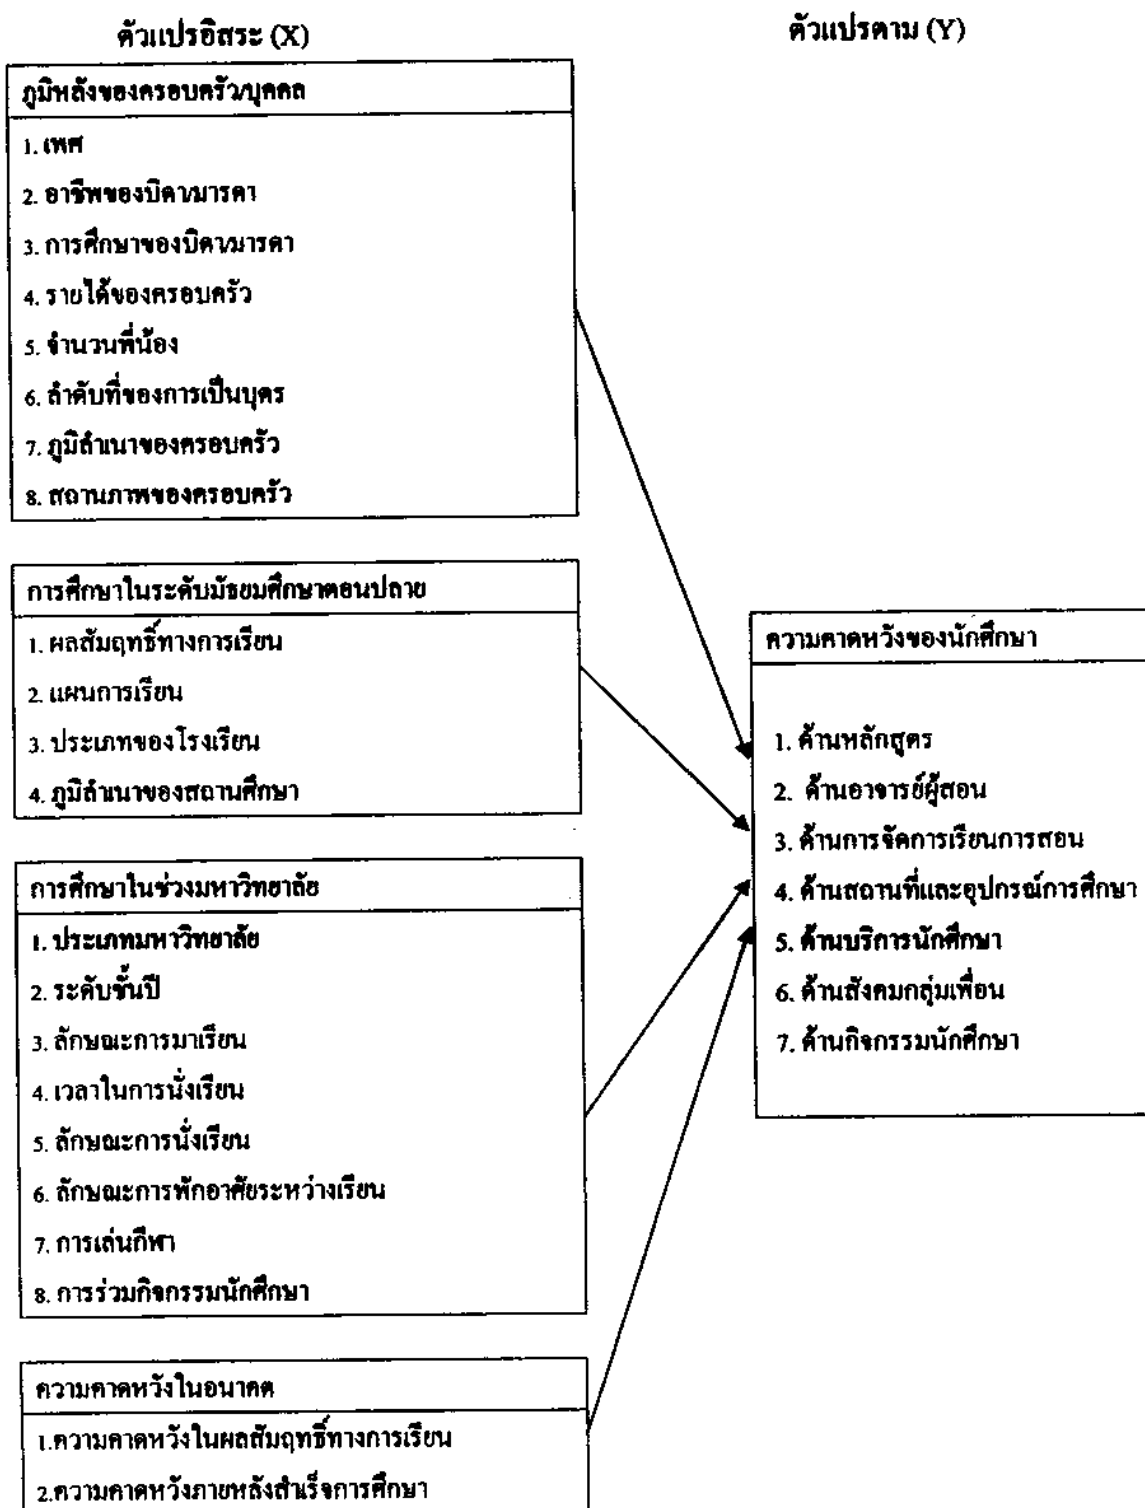 ตัวแปรอิสระ (X)
ตัวแปรตาม (Y)
ภูมิหลังของครอบครัว/บุคคล
1. เพศ
2. อาชีพของบิดา/มารดา
3. การศึกษาของบิดา/มารดา
4. รายได้ของครอบครัว
5. จำนวนพี่น้อง
6. ลำดับที่ของการเป็นบุตร
7. ภูมิลำเนาของครอบครัว
8. สถานภาพของครอบครัว
การศึกษาในระดับมัธยมศึกษาตอนปลาย
1. ผลสัมฤทธิ์ทางการเรียน
2. แผนการเรียน
3. ประเภทของโรงเรียน
4. ภูมิลำเนาของสถานศึกษา
การศึกษาในช่วงมหาวิทยาลัย
1. ประเภทมหาวิทยาลัย
2. ระดับชั้นปี
3. ลักษณะการมาเรียน
4. เวลาในการนั่งเรียน
5. ลักษณะการนั่งเรียน
6. ลักษณะการพักอาศัยระหว่างเรียน
7. การเล่นกีฬา
8. การร่วมกิจกรรมนักศึกษา
ความคาดหวังในอนาคต
1.ความคาดหวังในผลสัมฤทธิ์ทางการเรียน
2.ความคาดหวังภายหลังสำเร็จการศึกษา
ความคาดหวังของนักศึกษา
1. ด้านหลักสูตร
2. ด้านอาจารย์ผู้สอน
3. ด้านการจัดการเรียนการสอน
4. ด้านสถานที่และอุปกรณ์การศึกษา
5. ด้านบริการนักศึกษา
6. ด้านสังคมกลุ่มเพื่อน
7. ด้านกิจกรรมนักศึกษา